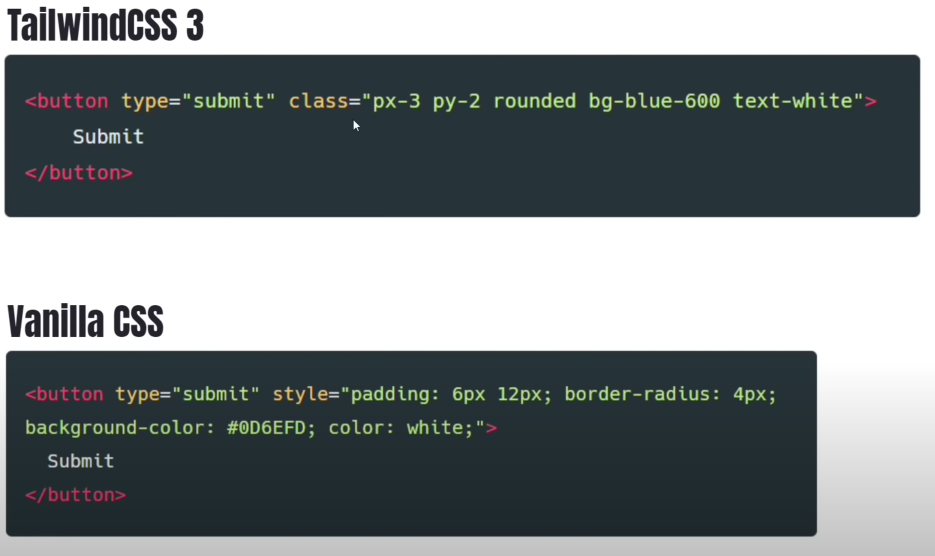 TailwindCSS 3
<button type="submit" class="px-3 py-2 rounded bg-blue-600 text-white">
Submit
</button>
Vanilla CSS
<button type="submit" style="padding: 6px 12px; border-radius: 4px;
background-color: #0D6EFD; color: white;">
Submit
</button>